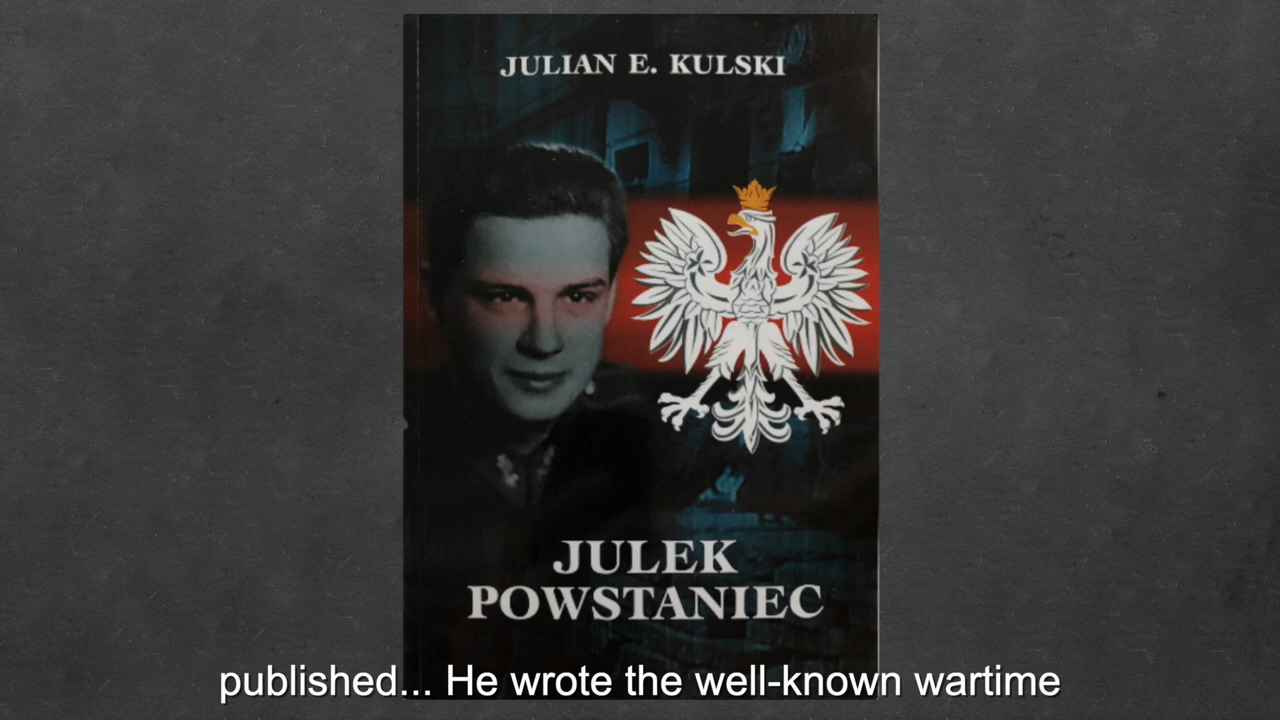 JULIAN E. KULSKI
JULEK
POWSTANIEC
published... He wrote the well-known wartime